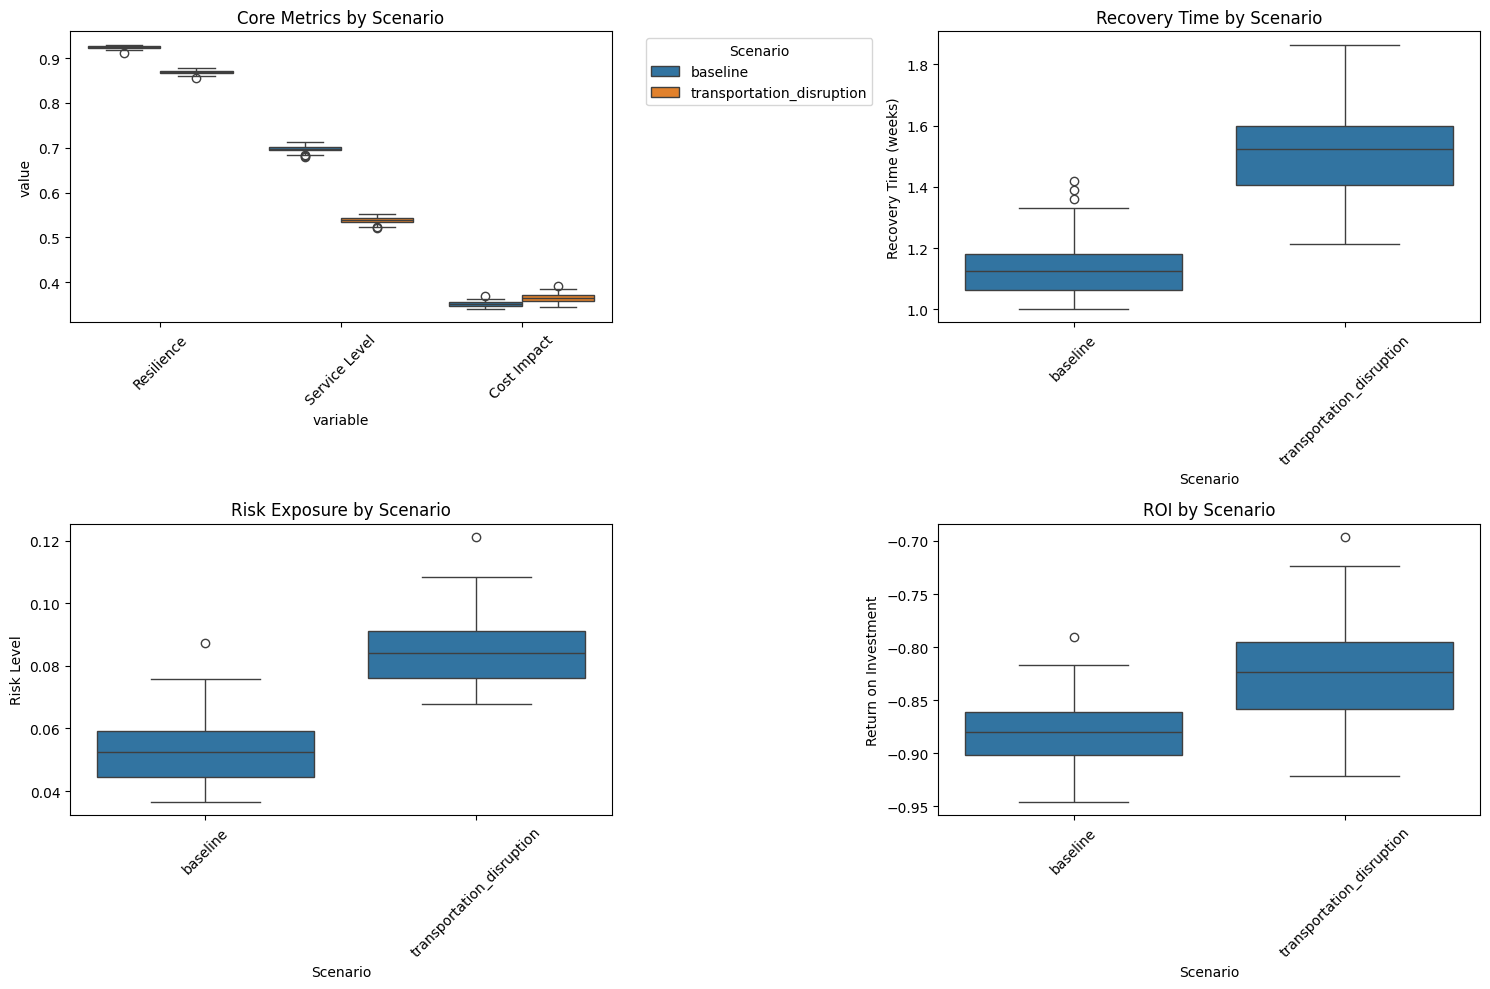 Core Metrics by Scenario
value
0.9
0.8
0.7
0.6
0.5
0.4
Resilience
Service Level
Cost Impact
variable
Scenario
baseline
transportation_disruption
Recovery Time by Scenario
Recovery Time (weeks)
1.8
1.6
1.4
1.2
1.0
baseline
transportation_disruption
Scenario
Risk Exposure by Scenario
Risk Level
0.12
0.10
0.08
0.06
0.04
baseline
transportation_disruption
Scenario
ROI by Scenario
Return on Investment
−0.70
−0.75
−0.80
−0.85
−0.90
−0.95
baseline
transportation_disruption
Scenario